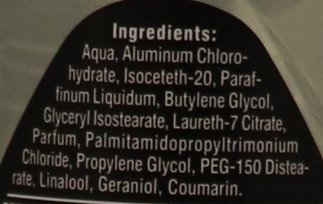 Ingredients:
Aqua, Aluminum Chloro-
hydrate, Isoceteth-20, Paraf-
finum Liquidum, Butylene Glycol,
Glyceryl Isostearate, Laureth-7 Citrate,
Parfum, Palmitamidopropyltrimonium
Chloride, Propylene Glycol, PEG-150 Distea-
rate, Linalool, Geraniol, Coumarin.